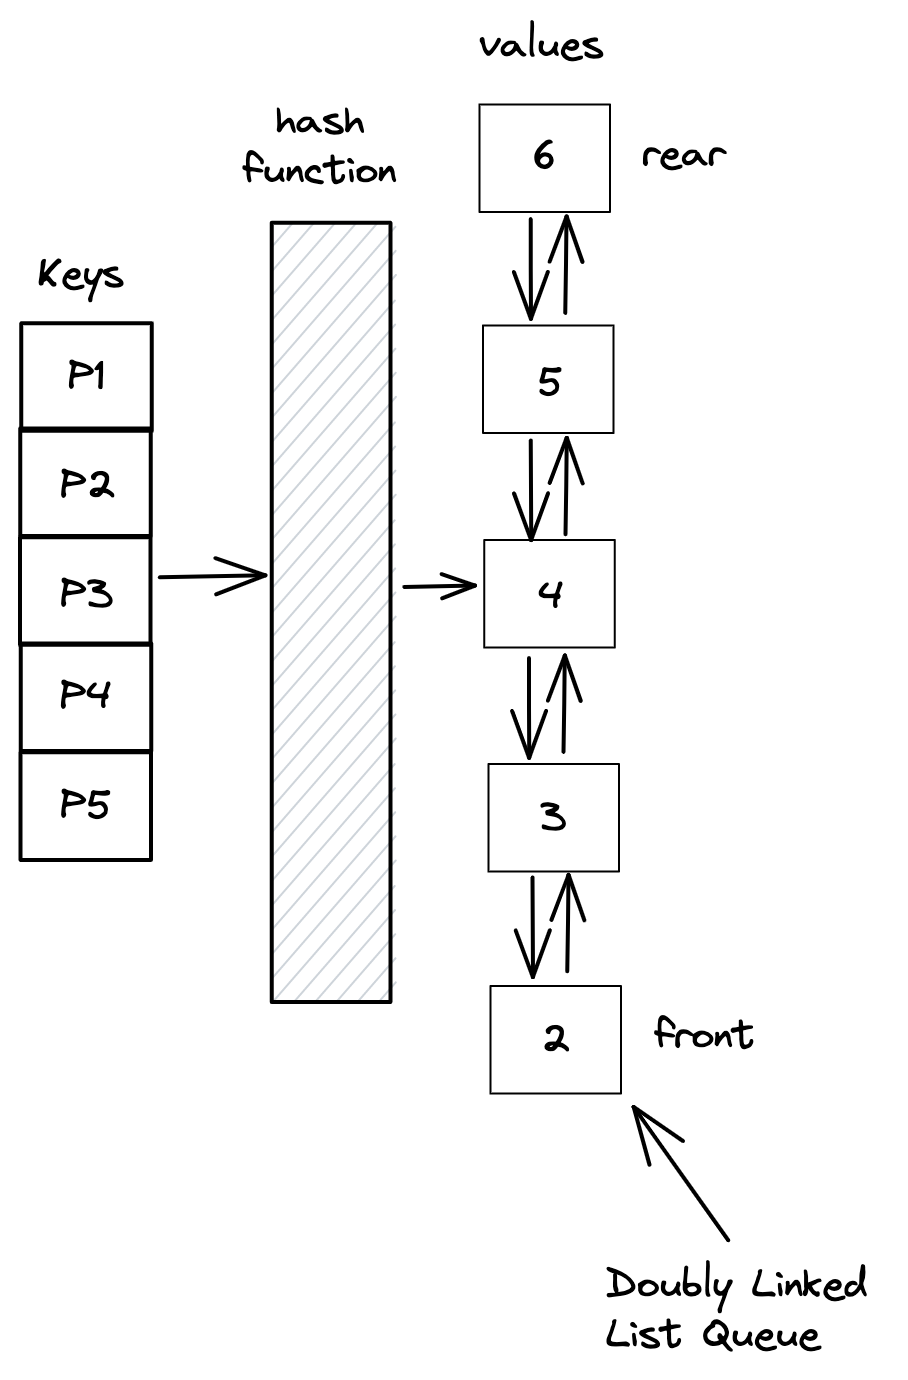 values
hash
function
6
rear
Keys
P1
P2
P3
P4
P5
5
4
3
2
front
Doubly Linked
List Queue